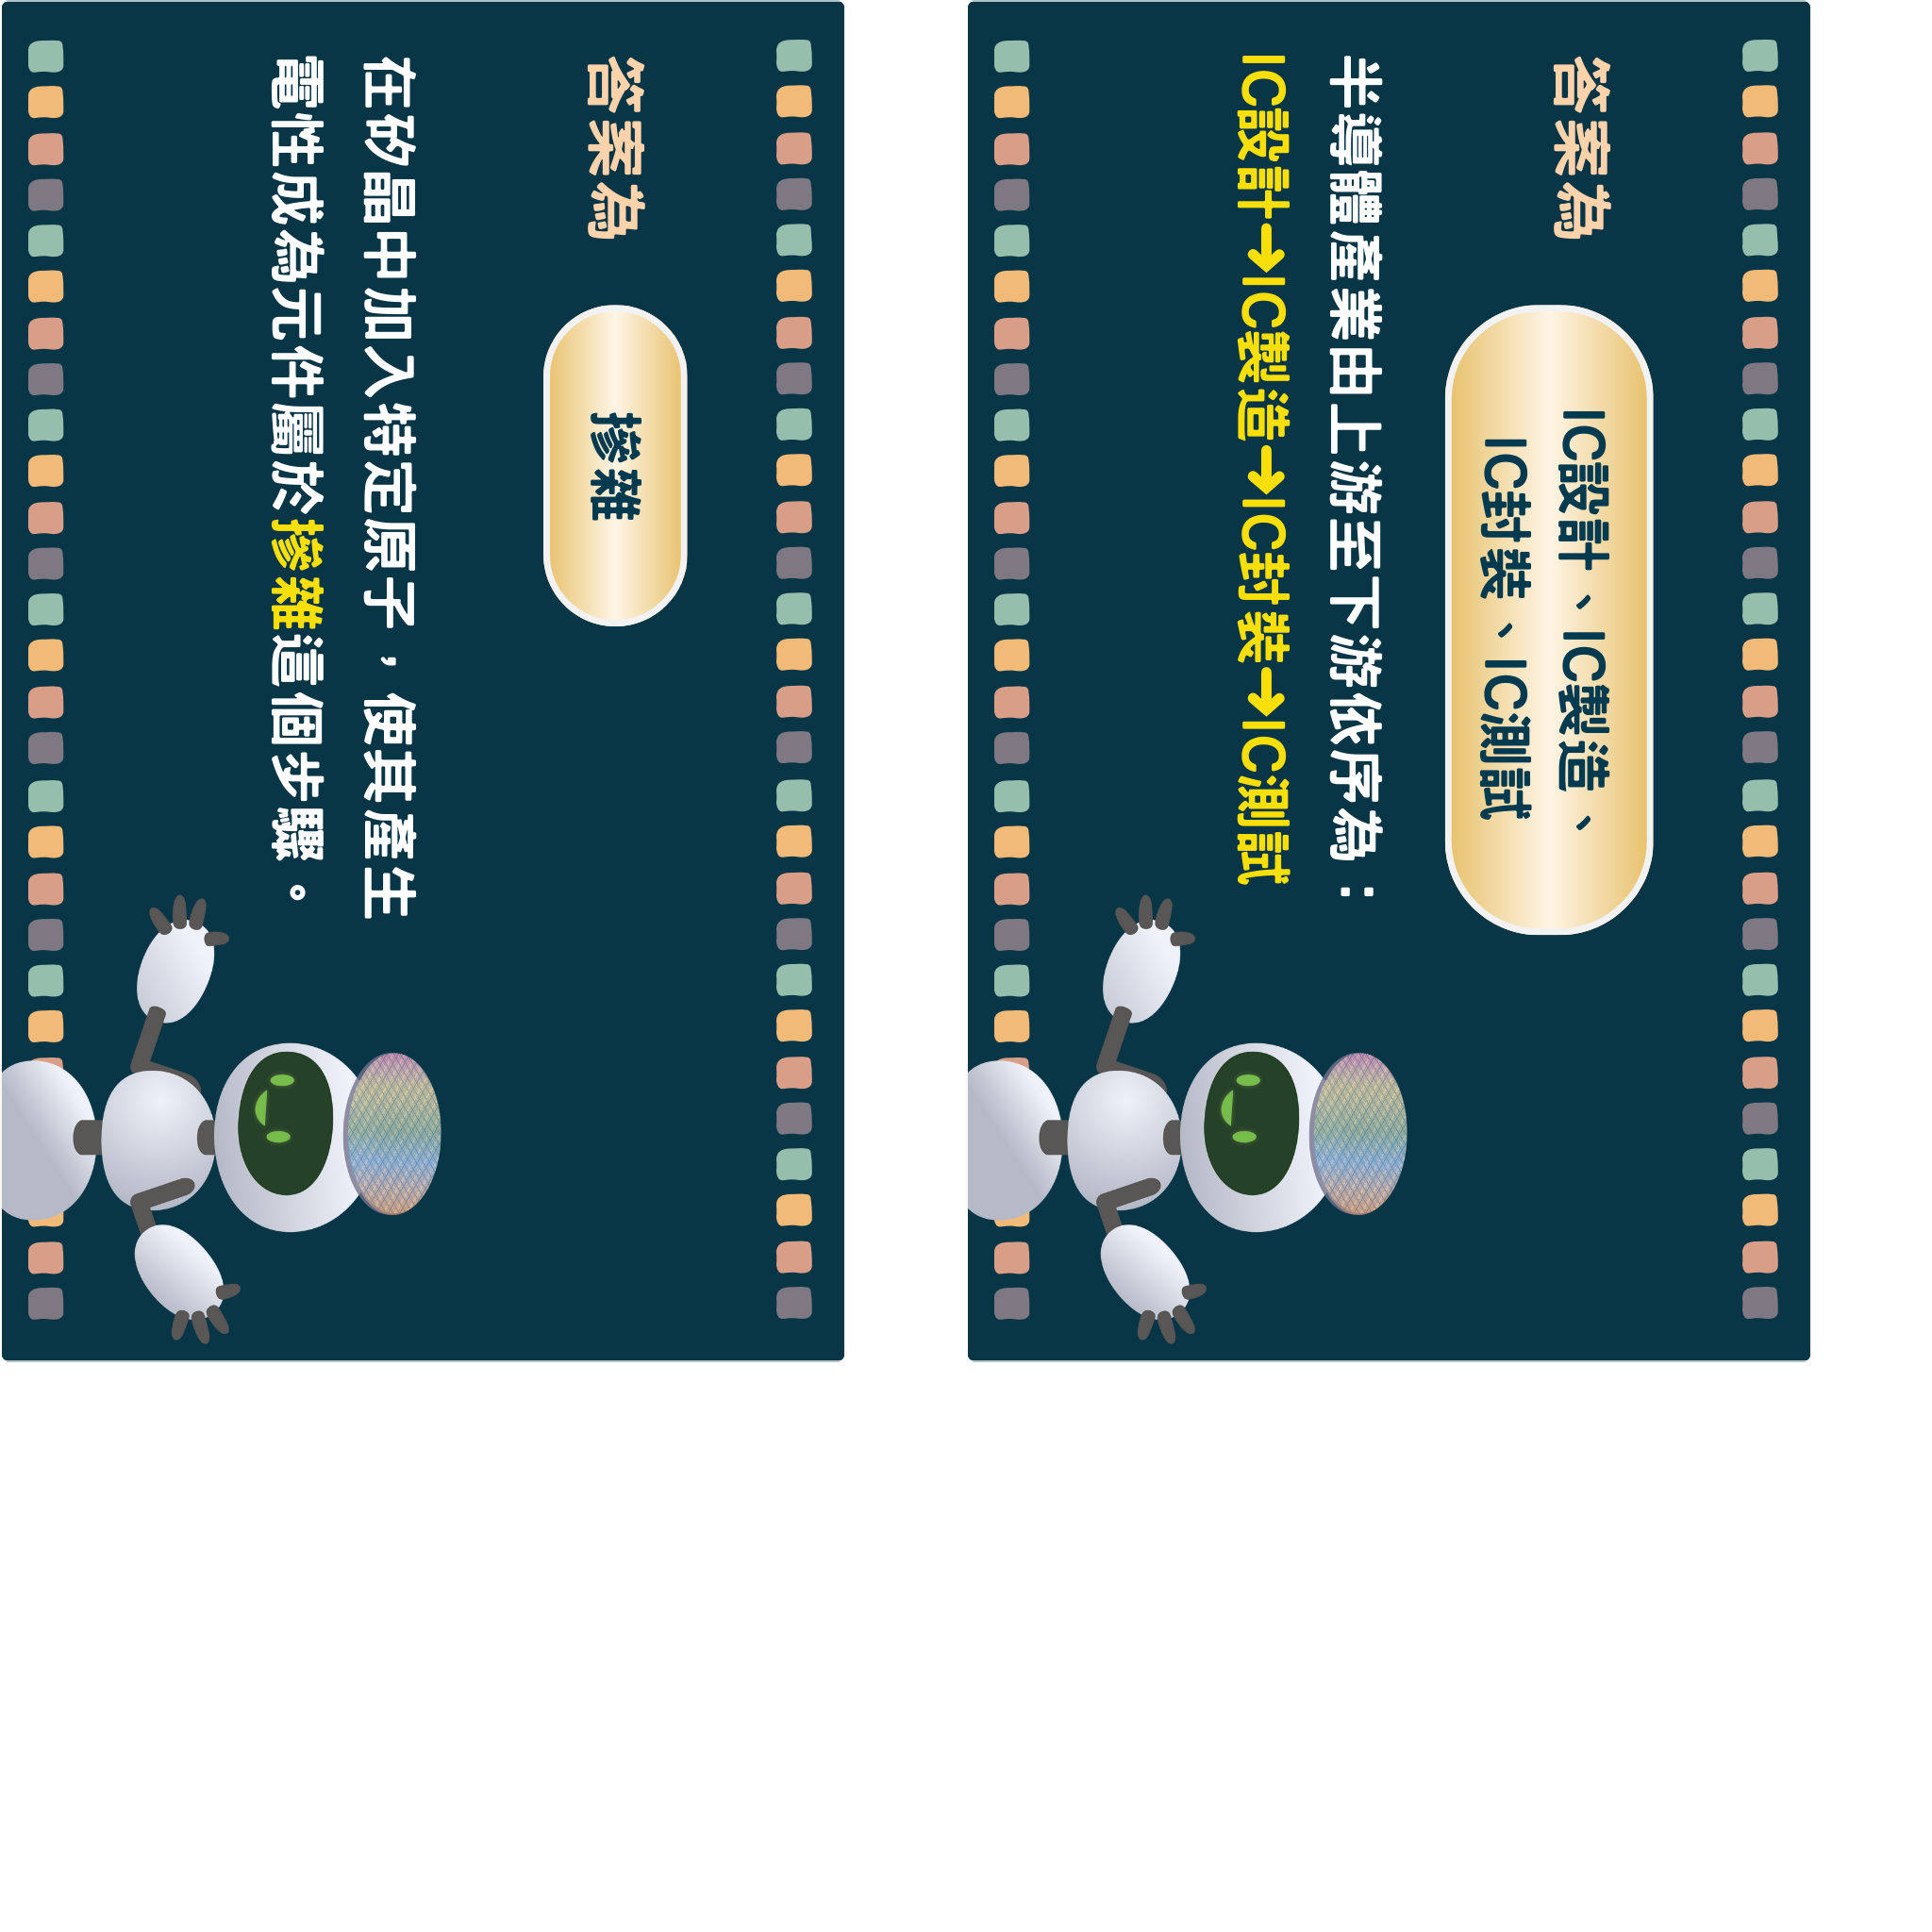 答案為
摻雜
在矽晶中加入特定原子，使其產生
電性成為元件屬於摻雜這個步驟。
答案為
IC設計、IC製造、
IC封裝、IC測試
半導體產業由上游至下游依序為：
IC設計→IC製造→IC封裝→IC測試